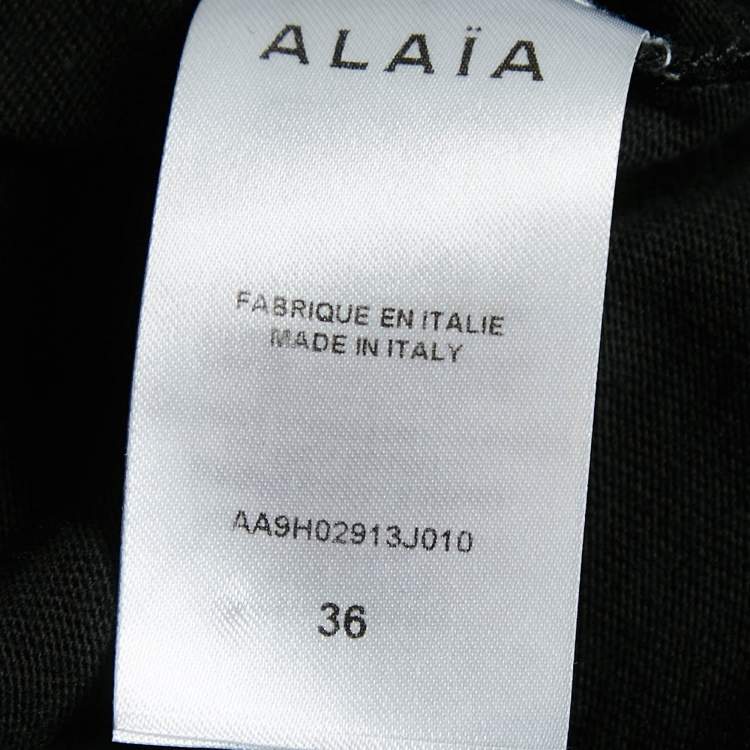 ALAÏA
FABRIQUE EN ITALIE
MADE IN ITALY
AA9H02913J010
36